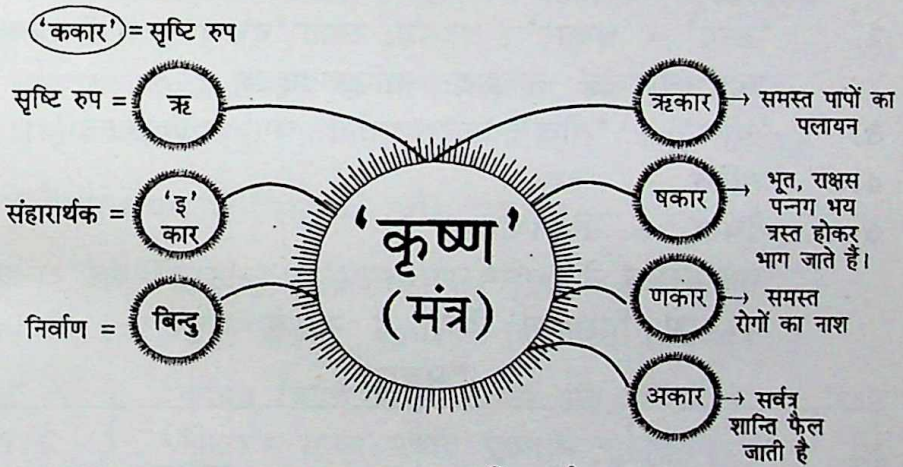 ‘ककार’ = सृष्टि रुप
सृष्टि रुप = ऋ
संहारार्थक = ‘इ’
कार
निर्वाण = बिन्दु
‘कृष्ण’
(मंत्र)
ऋकार → समस्त पापों का
पलायन
षकार → भूत, राक्षस
पन्नग भय
त्रस्त होकर
भाग जाते हैं।
णकार → समस्त
रोगों का नाश
अकार → सर्वत्र
शान्ति फैल
जाती है